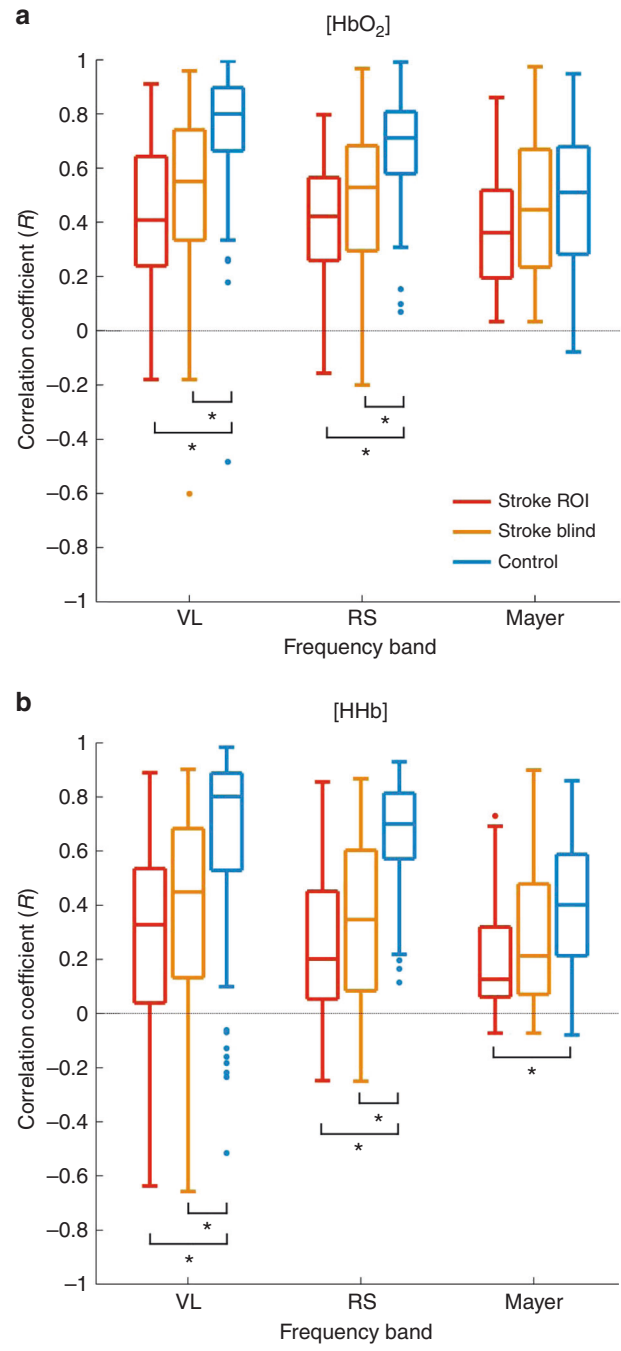 a
[HbO₂]
Correlation coefficient (R)
1
0.8
0.6
0.4
0.2
0
−0.2
−0.4
−0.6
−0.8
−1
*
*
*
*
Stroke ROI
Stroke blind
Control
VL
RS
Mayer
Frequency band
b
[HHb]
Correlation coefficient (R)
1
0.8
0.6
0.4
0.2
0
−0.2
−0.4
−0.6
−0.8
−1
*
*
*
*
*
VL
RS
Mayer
Frequency band